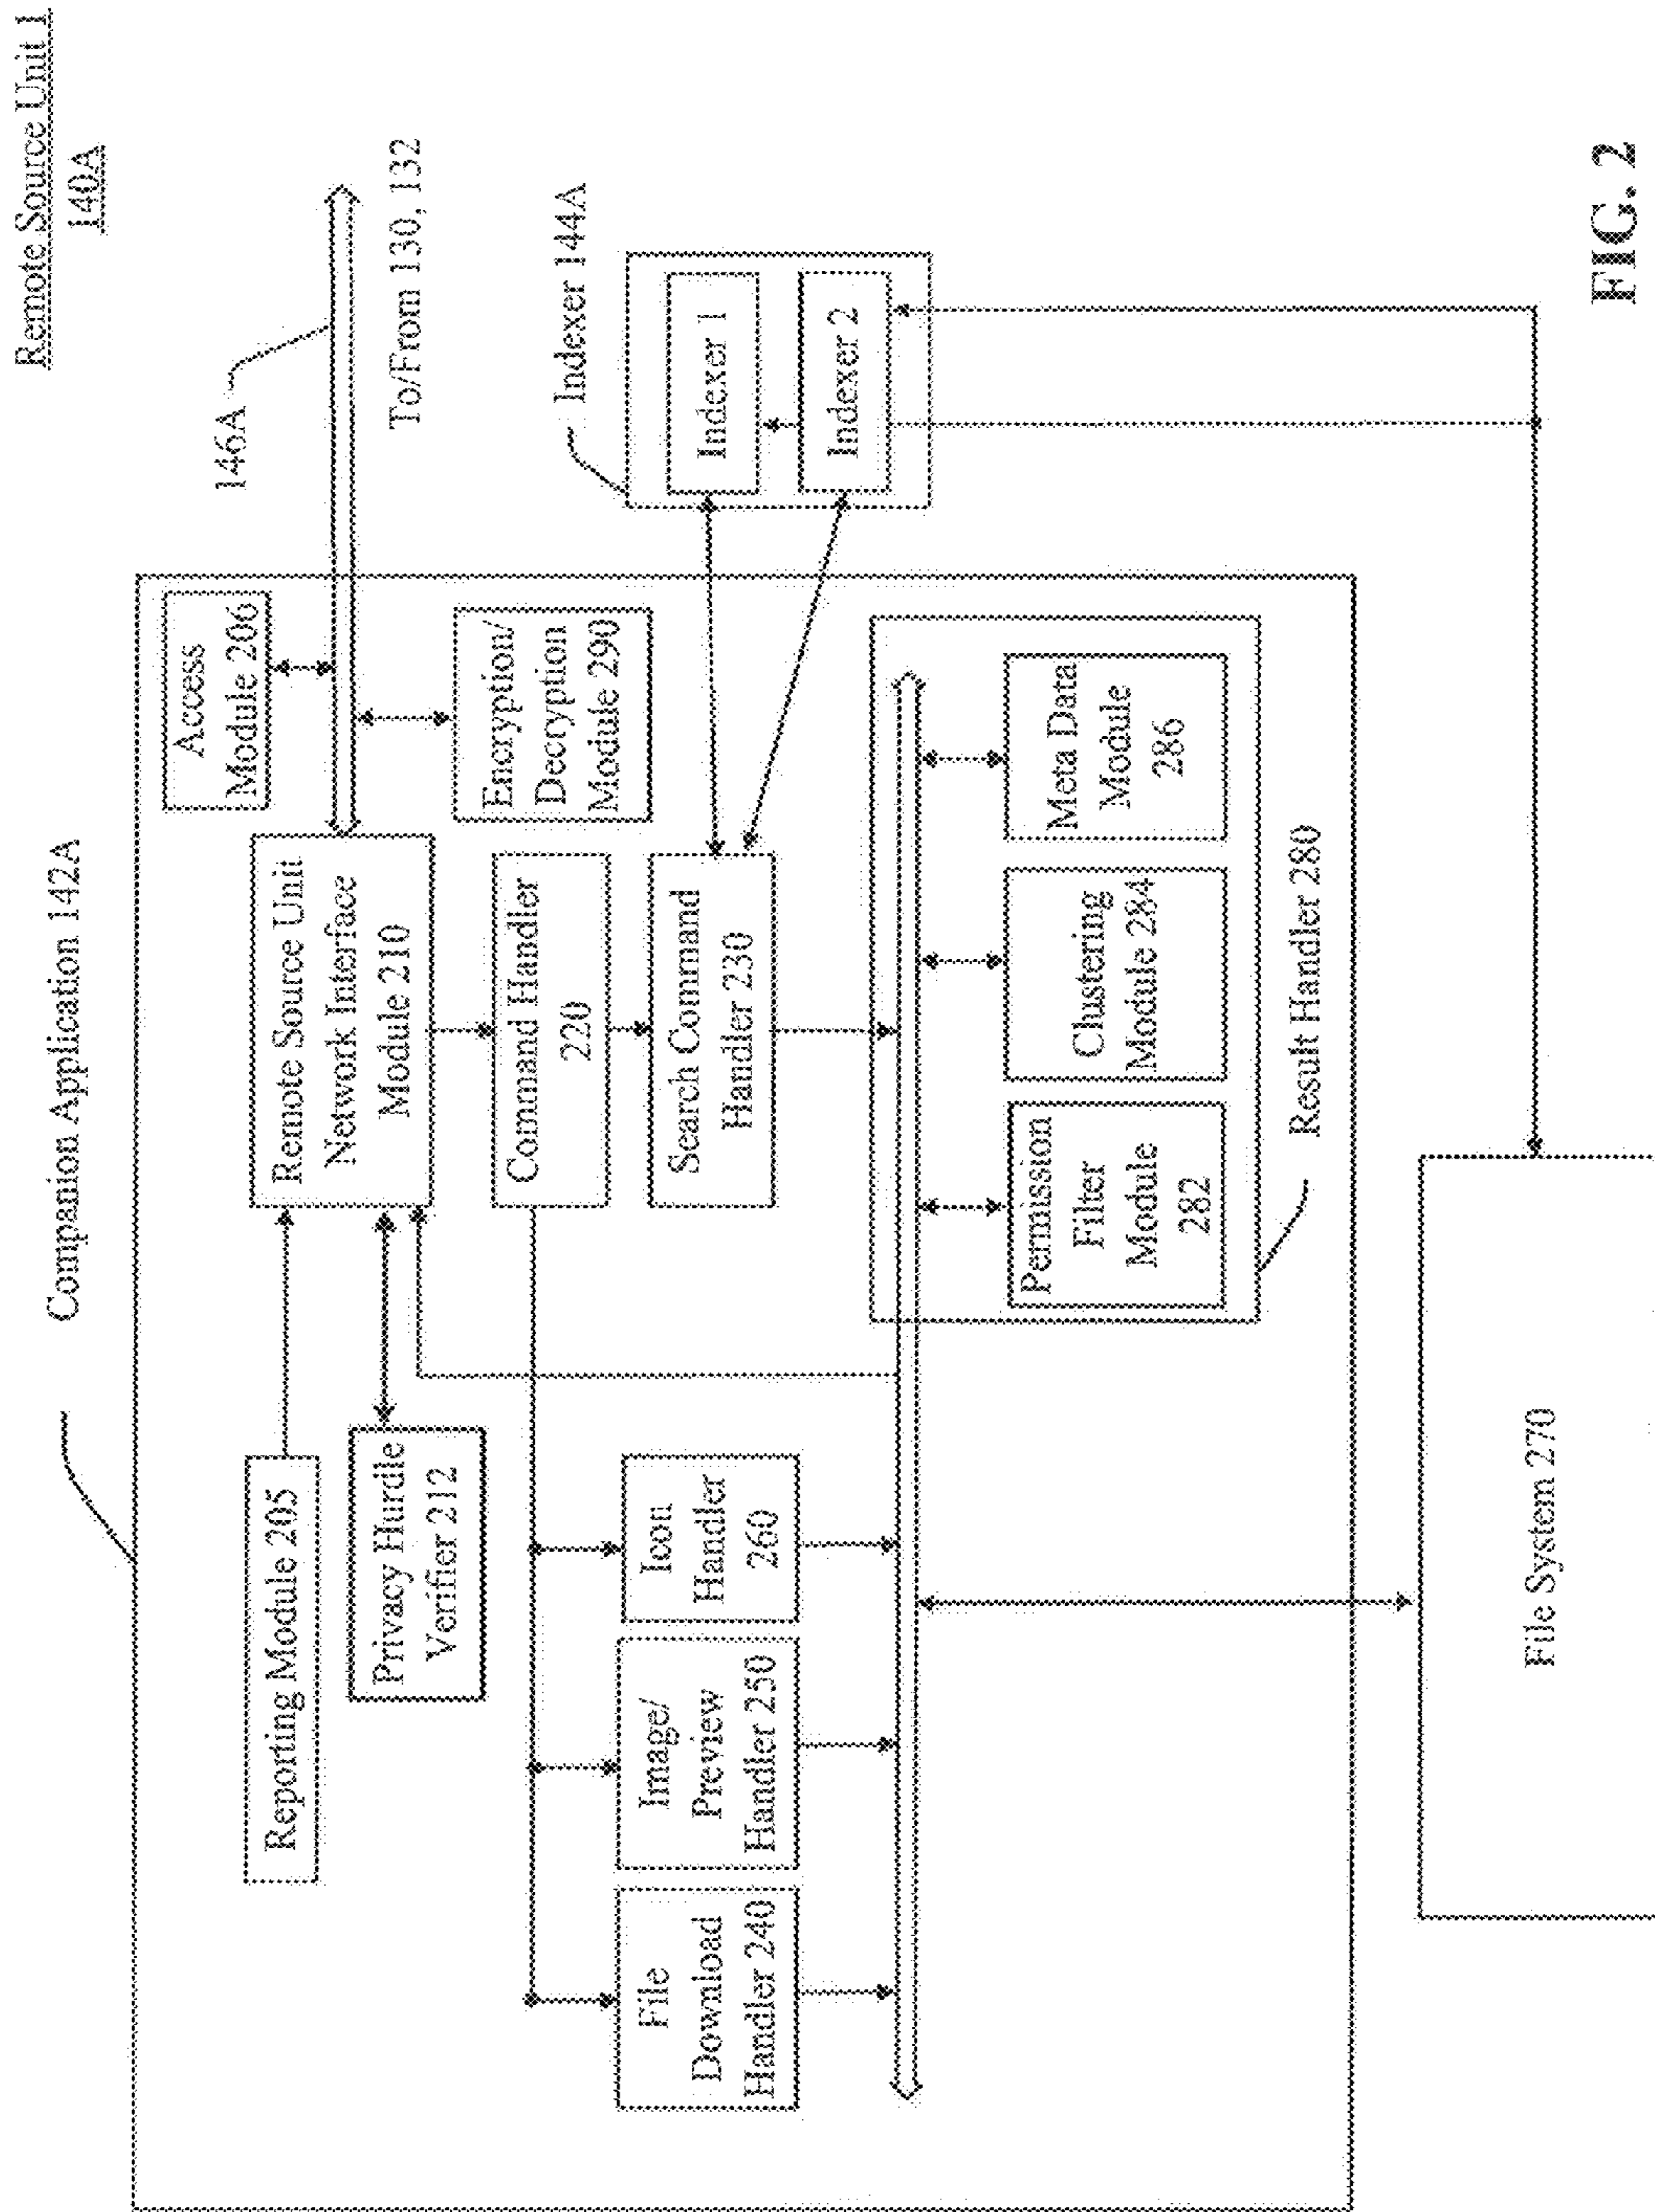 Remote Source Unit 1
140A
Companion Application 142A
146A
To/From 130, 132
Access
Module 206
Reporting Module 205
Remote Source Unit
Network Interface
Module 210
Privacy Hurdle
Verifier 212
Encryption/
Decryption
Module 290
Command Handler
220
Indexer 144A
Indexer 1
Indexer 2
File
Download
Handler 240
Image/
Preview
Handler 250
Icon
Handler
260
Search Command
Handler 230
Permission
Filter
Module
282
Clustering
Module 284
Meta Data
Module
286
Result Handler 280
File System 270
FIG. 2